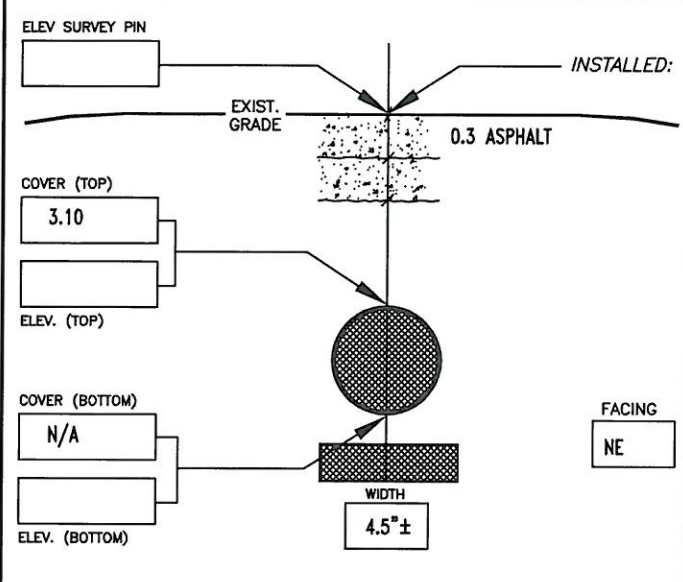 ELEV SURVEY PIN
INSTALLED:
EXIST.
GRADE
0.3 ASPHALT
COVER (TOP)
3.10
ELEV. (TOP)
COVER (BOTTOM)
N/A
ELEV. (BOTTOM)
WIDTH
4.5"±
FACING
NE